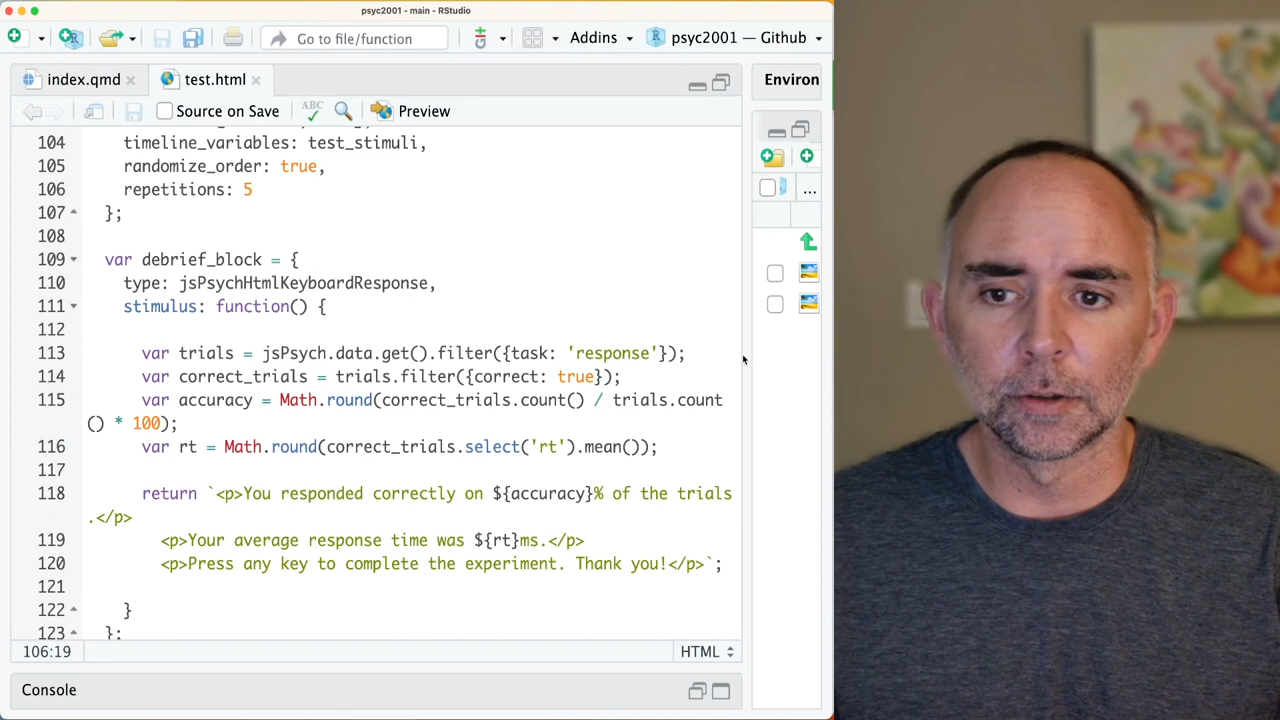 psyc2001 - main - RStudio
Go to file/function
Addins
psyc2001 — Github
index.qmd
test.html
Environ
Source on Save
ABC
Preview
104 timeline_variables: test_stimuli,
105 randomize_order: true,
106 repetitions: 5
107 };
108
109 var debrief_block = {
110 type: jsPsychHtmlKeyboardResponse,
111 stimulus: function() {
112
113 var trials = jsPsych.data.get().filter({task: 'response'});
114 var correct_trials = trials.filter({correct: true});
115 var accuracy = Math.round(correct_trials.count() / trials.count
() * 100);
116 var rt = Math.round(correct_trials.select('rt').mean());
117
118 return `<p>You responded correctly on ${accuracy}% of the trials
.</p>
119 <p>Your average response time was ${rt}ms.</p>
120 <p>Press any key to complete the experiment. Thank you!</p>`;
121
122 }
123 };
...
106:19
HTML
Console